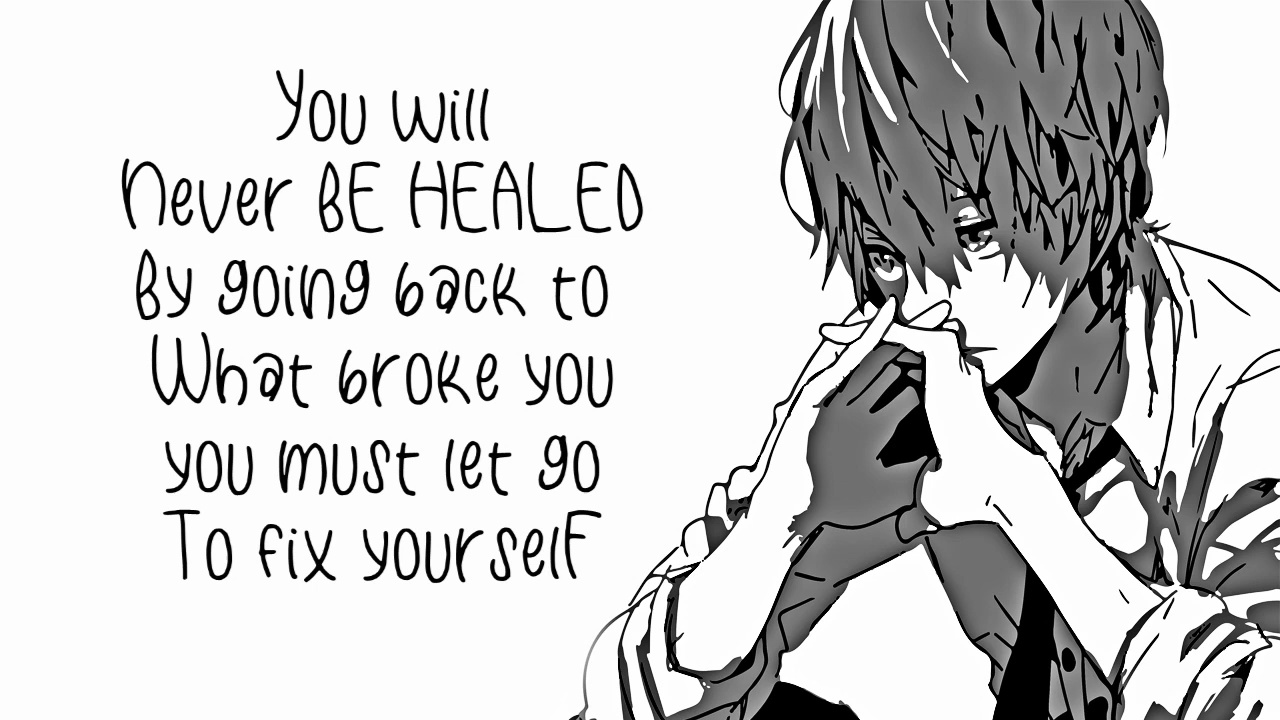 You will
Never BE HEALED
By going back to
What broke you
you must let go
To fix yourselF